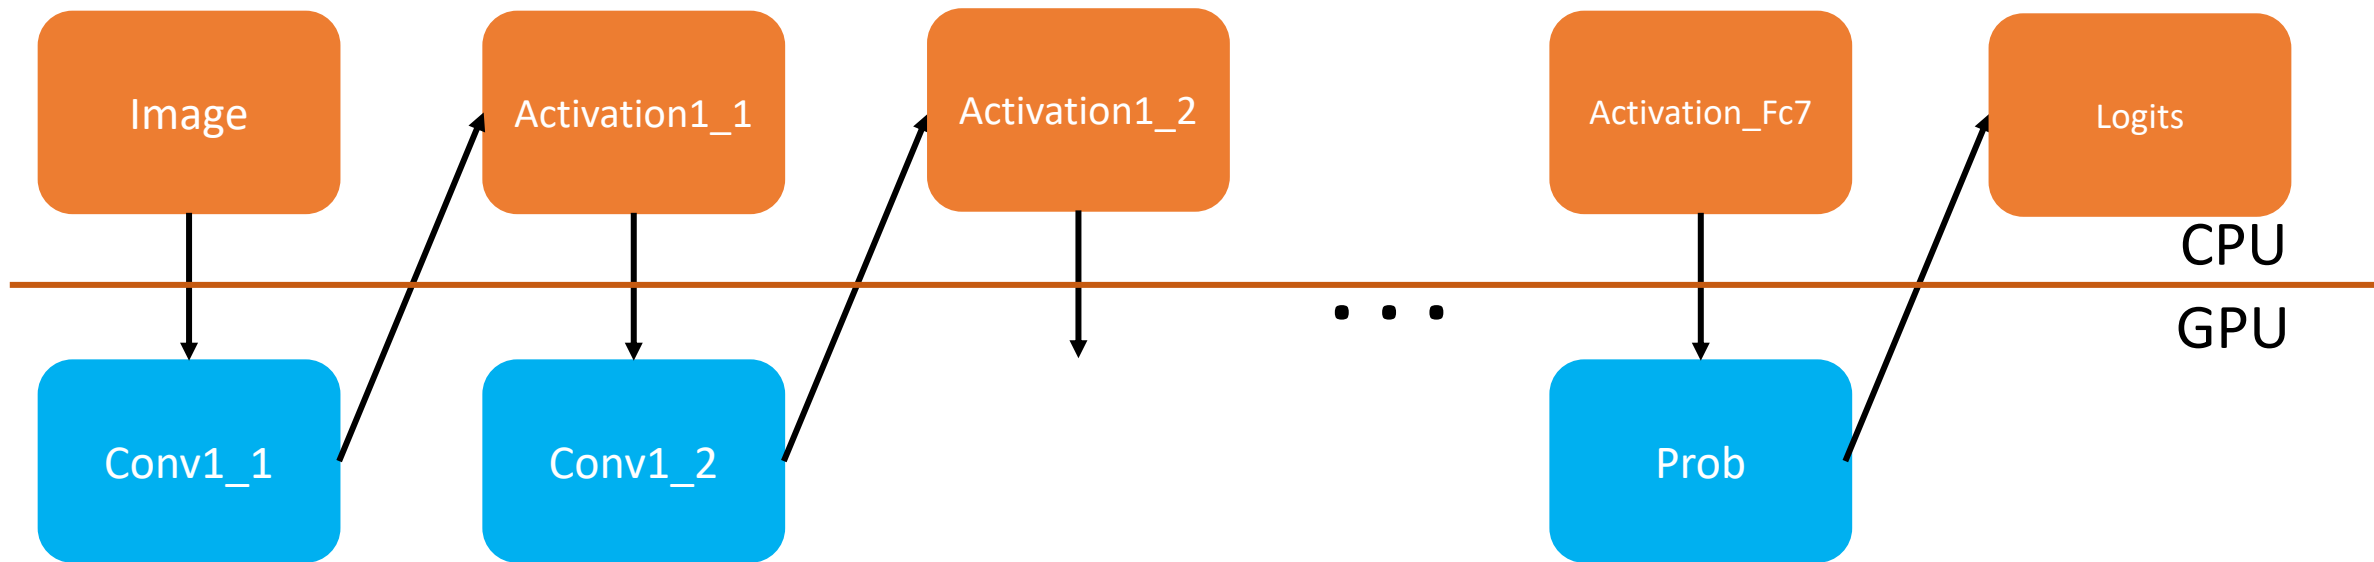 Image
Activation1_1
Activation1_2
Activation_Fc7
Logits
CPU
. . .
GPU
Conv1_1
Conv1_2
Prob